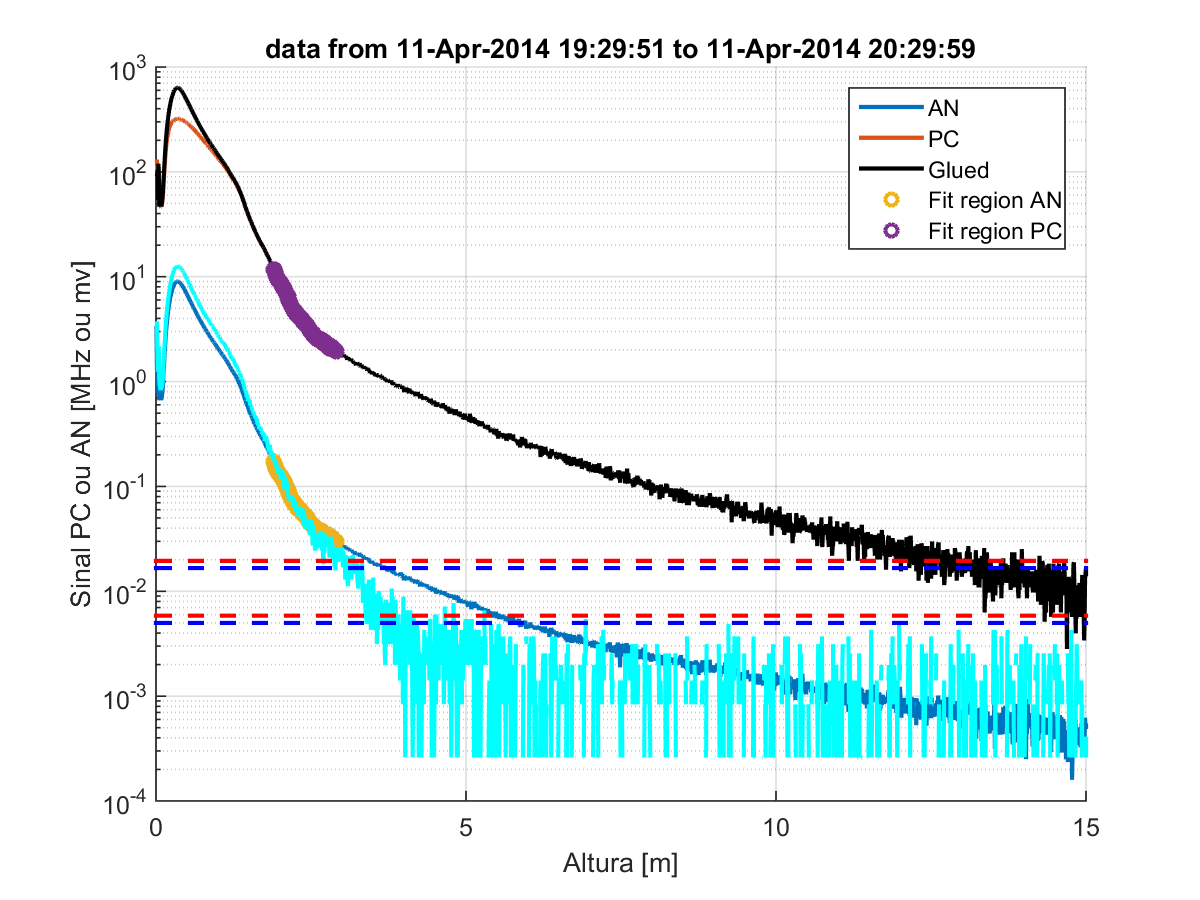 data from 11-Apr-2014 19:29:51 to 11-Apr-2014 20:29:59
10^3
10^2
10^1
10^0
10^-1
10^-2
10^-3
10^-4
Sinal PC ou AN [MHz ou mv]
AN
PC
Glued
Fit region AN
Fit region PC
0
5
10
15
Altura [m]